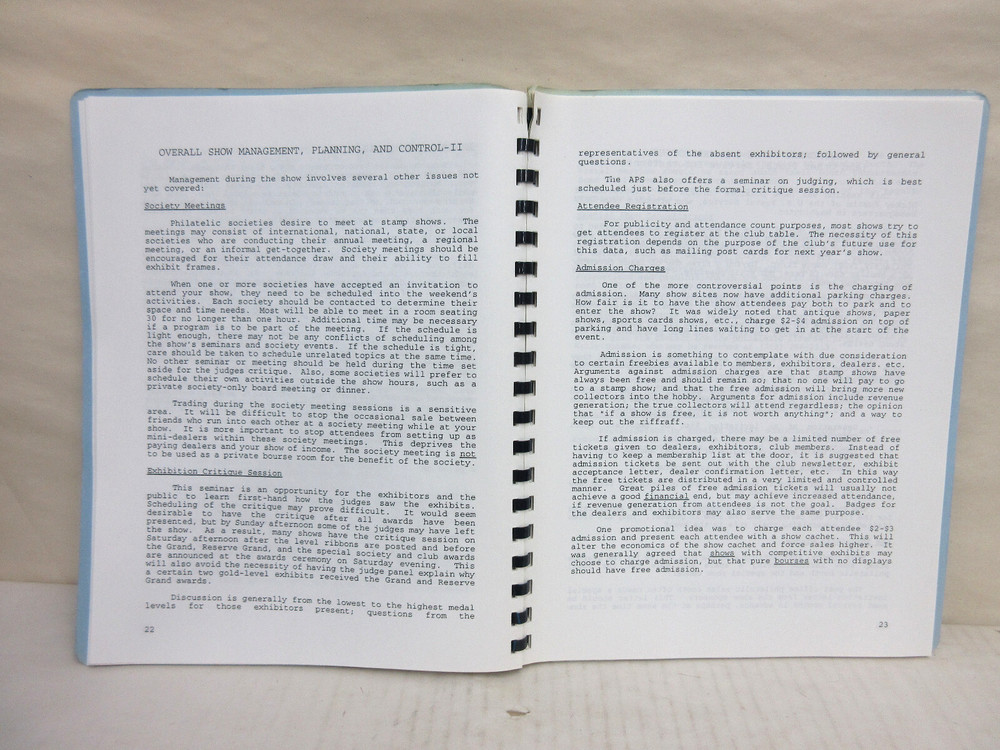 OVERALL SHOW MANAGEMENT, PLANNING, AND CONTROL-II
Management during the show involves several other issues not
yet covered:
Society Meetings
Philatelic societies desire to meet at stamp shows. The
meetings may consist of international, national, state, or local
societies who are conducting their annual meeting, a regional
meeting, or an informal get-together. Society meetings should be
encouraged for their attendance draw and their ability to fill
exhibit frames.
When one or more societies have accepted an invitation to
attend your show, they need to be scheduled into the weekend's
activities. Each society should be contacted to determine their
space and time needs. Most will be able to meet in a room seating
30 for no longer than one hour. Additional time may be necessary
if a program is to be part of the meeting. If the schedule is
light enough, there may not be any conflicts of scheduling among
the show's seminars and society events. If the schedule is tight,
care should be taken to schedule unrelated topics at the same time.
No other seminar or meeting should be held during the time set
aside for the judges critique. Also, some societies will prefer to
schedule their own activities outside the show hours, such as a
private society-only board meeting or dinner.
Trading during the society meeting sessions is a sensitive
area. It will be difficult to stop the occasional sale between
friends who run into each other at a society meeting while at your
show. It is more important to stop attendees from setting up as
mini-dealers within these society meetings. This deprives the
paying dealers and your show of income. The society meeting is not
to be used as a private bourse room for the benefit of the society.
Exhibition Critique Session
This seminar is an opportunity for the exhibitors and the
public to learn first-hand how the judges saw the exhibits.
Scheduling of the critique may prove difficult. It would seem
desirable to have the critique after all awards have been
presented, but by Sunday afternoon some of the judges may have left
the show. As a result, many shows have the critique session on
Saturday afternoon after the level ribbons are posted and before
the Grand, Reserve Grand, and the special society and club awards
are announced at the awards ceremony on Saturday evening. This
will also avoid the necessity of having the judge panel explain why
a certain two gold-level exhibits received the Grand and Reserve
Grand awards.
Discussion is generally from the lowest to the highest medal
levels for those exhibitors present; questions from the
22
representatives of the absent exhibitors; followed by general
questions.
The APS also offers a seminar on judging, which is best
scheduled just before the formal critique session.
Attendee Registration
For publicity and attendance count purposes, most shows try to
get attendees to register at the club table. The necessity of this
registration depends on the purpose of the club's future use for
this data, such as mailing post cards for next year's show.
Admission Charges
One of the more controversial points is the charging of
admission. Many show sites now have additional parking charges.
How fair is it to have the show attendees pay both to park and to
enter the show? It was widely noted that antique shows, paper
shows, sports cards shows, etc., charge $2-$4 admission on top of
parking and have long lines waiting to get in at the start of the
event.
Admission is something to contemplate with due consideration
to certain freebies available to members, exhibitors, dealers, etc.
Arguments against admission charges are that stamp shows have
always been free and should remain so; that no one will pay to go
to a stamp show; and that the free admission will bring more new
collectors into the hobby. Arguments for admission include revenue
generation; the true collectors will attend regardless; the opinion
that "if a show is free, it is not worth anything"; and a way to
keep out the riffraff.
If admission is charged, there may be a limited number of free
tickets given to dealers, exhibitors, club members. Instead of
having to keep a membership list at the door, it is suggested that
admission tickets be sent out with the club newsletter, exhibit
acceptance letter, dealer confirmation letter, etc. In this way
the free tickets are distributed in a very limited and controlled
manner. Great piles of free admission tickets will usually not
achieve a good financial end, but may achieve increased attendance,
if revenue generation from attendees is not the goal. Badges for
the dealers and exhibitors may also serve the same purpose.
One promotional idea was to charge each attendee $2-$3
admission and present each attendee with a show cachet. This will
alter the economics of the show cachet and force sales higher. It
was generally agreed that shows with competitive exhibits may
choose to charge admission, but that pure bourses with no displays
should have free admission.
23